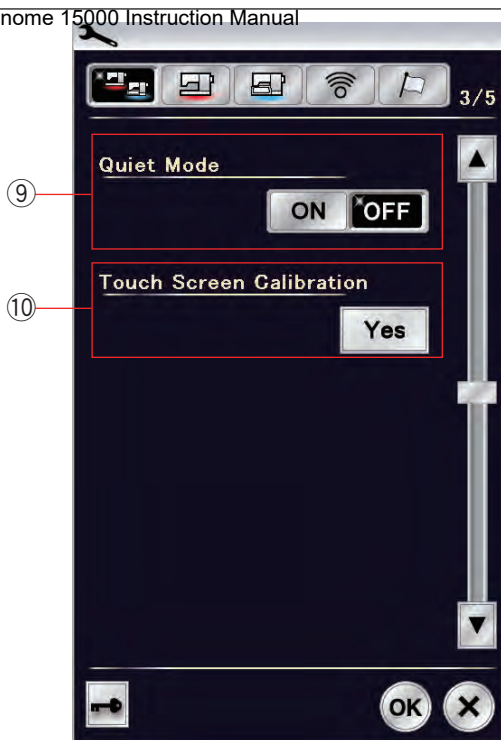 nome 15000 Instruction Manual
3/5
⑨
Quiet Mode
ON OFF
⑩
Touch Screen Calibration
Yes
OK